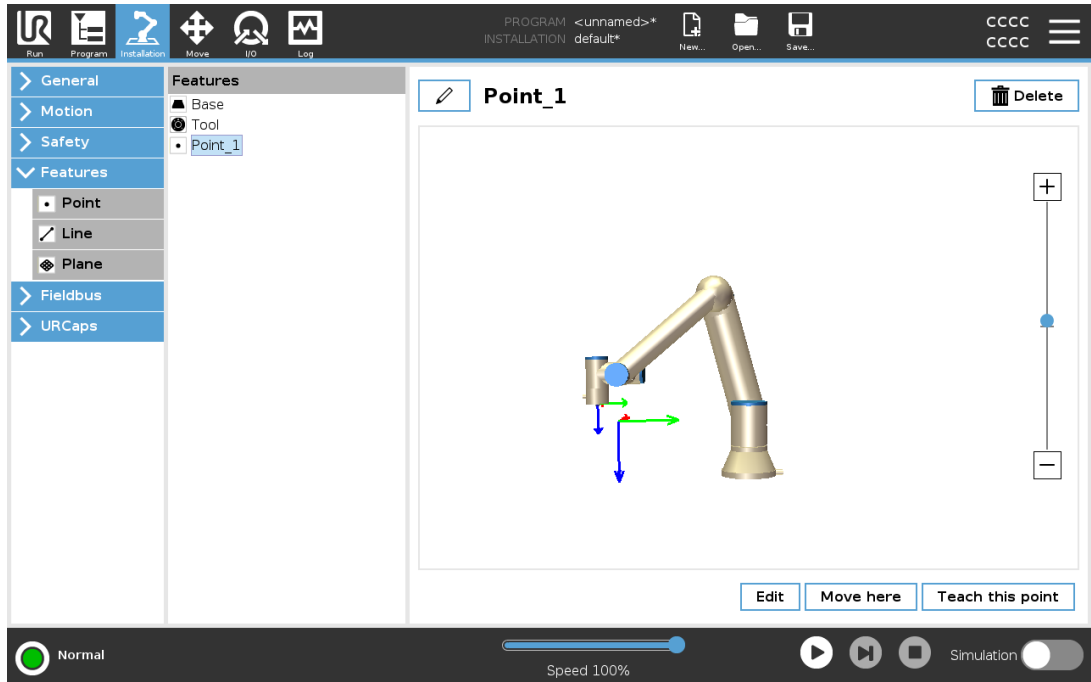 PROGRAM <unnamed>*
INSTALLATION default*
CCCC
CCCC
Run
Program
Installation
Move
I/O
Log
New...
Open...
Save...
General
Motion
Safety
Features
Point
Line
Plane
Fieldbus
URCaps
Features
Base
Tool
Point_1
Point_1
Delete
Edit
Move here
Teach this point
Normal
Speed 100%
Simulation